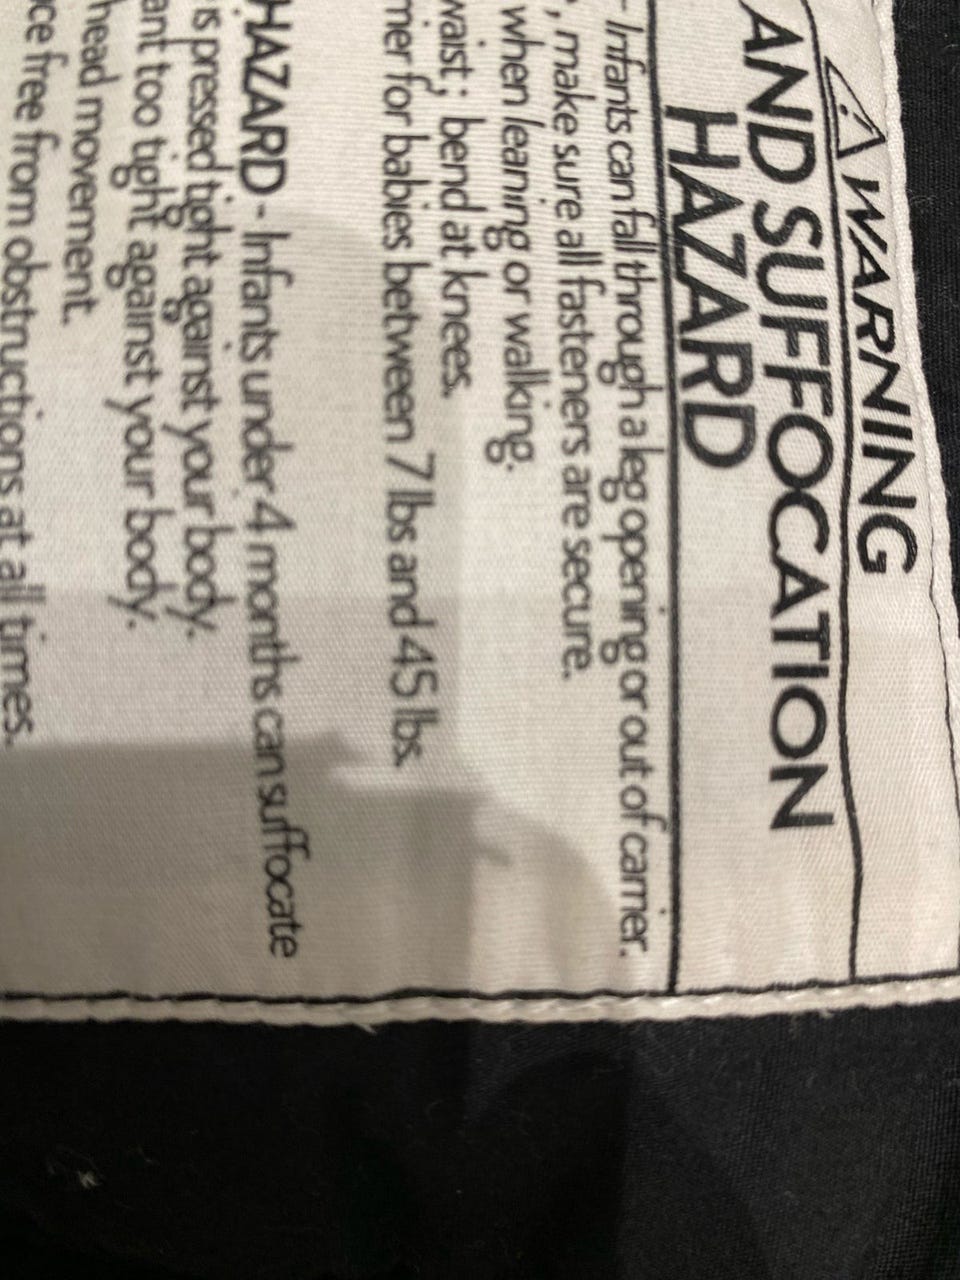 ⚠ WARNING
AND SUFFOCATION
HAZARD
- Infants can fall through a leg opening or out of carrier.
, make sure all fasteners are secure.
when leaning or walking.
waist; bend at knees.
for babies between 7 lbs and 45 lbs.
HAZARD - Infants under 4 months can suffocate
is pressed tight against your body.
too tight against your body.
head movement.
free from obstructions at all times.